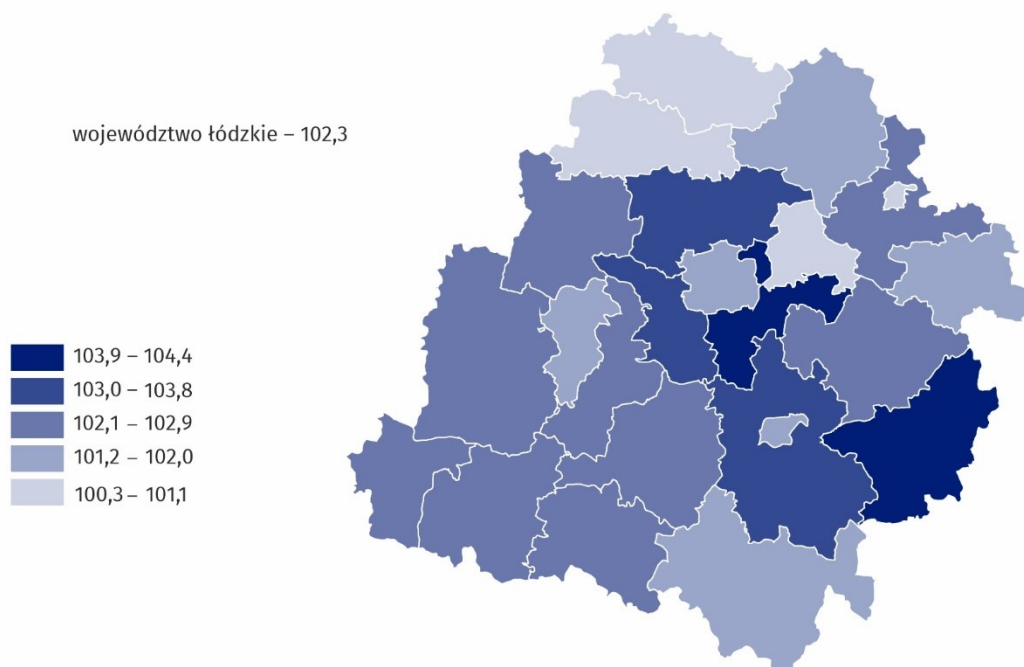 województwo łódzkie – 102,3
103,9 – 104,4
103,0 – 103,8
102,1 – 102,9
101,2 – 102,0
100,3 – 101,1